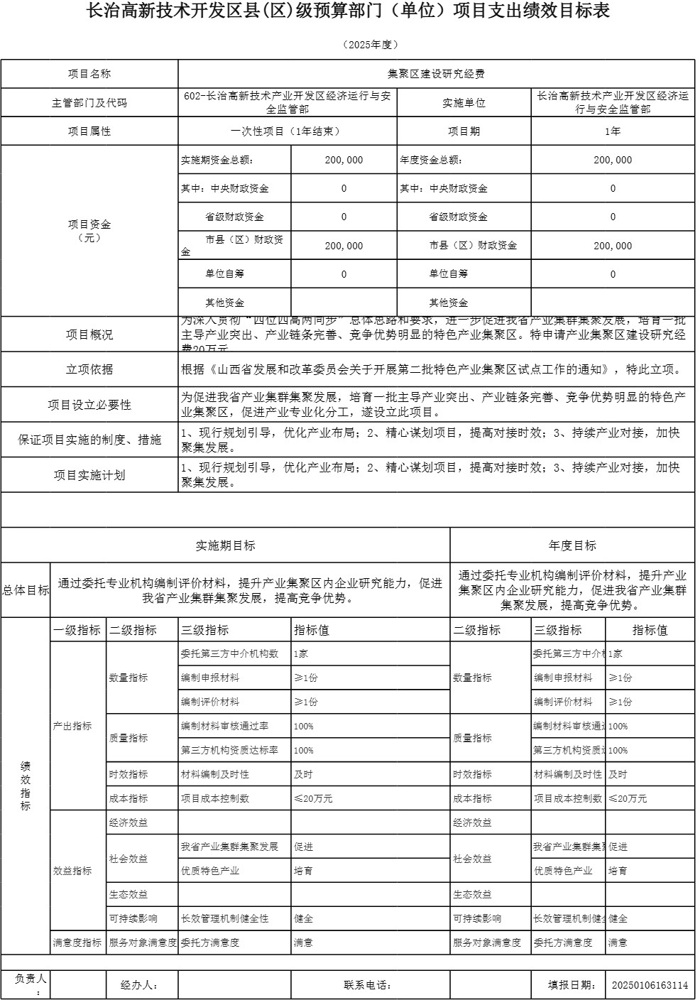 长治高新技术开发区县(区)级预算部门（单位）项目支出绩效目标表
（2025年度）
项目名称 集聚区建设研究经费
主管部门及代码 602-长治高新技术产业开发区经济运行与安全监管部 实施单位 长治高新技术产业开发区经济运行与安全监管部
项目属性 一次性项目（1年结束） 项目期 1年
项目资金（元）
实施期资金总额： 200,000 年度资金总额： 200,000
其中：中央财政资金 0 其中：中央财政资金 0
省级财政资金 0 省级财政资金 0
市县（区）财政资金 200,000 市县（区）财政资金 200,000
单位自筹 0 单位自筹 0
其他资金 其他资金
项目概况
为深入贯彻“四位四高两同步”总体思路和要求，进一步促进我省产业集群集聚发展，培育一批
主导产业突出、产业链条完善、竞争优势明显的特色产业集聚区。特申请产业集聚区建设研究经
费20万元
立项依据 根据《山西省发展和改革委员会关于开展第二批特色产业集聚区试点工作的通知》，特此立项。
项目设立必要性
为促进我省产业集群集聚发展，培育一批主导产业突出、产业链条完善、竞争优势明显的特色产
业集聚区，促进产业专业化分工，遂设立此项目。
保证项目实施的制度、措施
1、现行规划引导，优化产业布局；2、精心谋划项目，提高对接时效；3、持续产业对接，加快
聚集发展。
项目实施计划
1、现行规划引导，优化产业布局；2、精心谋划项目，提高对接时效；3、持续产业对接，加快
聚集发展。
实施期目标 年度目标
总体目标
通过委托专业机构编制评价材料，提升产业集聚区内企业研究能力，促进
我省产业集群集聚发展，提高竞争优势。
通过委托专业机构编制评价材料，提升产业
集聚区内企业研究能力，促进我省产业集群
集聚发展，提高竞争优势。
绩效指标
一级指标 二级指标 三级指标 指标值 二级指标 三级指标 指标值
产出指标
数量指标 委托第三方中介机构数 1家 数量指标 委托第三方中介 1家
编制申报材料 ≥1份 编制申报材料 ≥1份
编制评价材料 ≥1份 编制评价材料 ≥1份
质量指标 编制材料审核通过率 100% 质量指标 编制材料审核通 100%
第三方机构资质达标率 100% 第三方机构资质 100%
时效指标 材料编制及时性 及时 时效指标 材料编制及时性 及时
成本指标 项目成本控制数 ≤20万元 成本指标 项目成本控制数 ≤20万元
效益指标
经济效益 经济效益
社会效益 我省产业集群集聚发展 促进 社会效益 我省产业集群集 促进
优质特色产业 培育 优质特色产业 培育
生态效益 生态效益
可持续影响 长效管理机制健全性 健全 可持续影响 长效管理机制健 健全
满意度指标 服务对象满意度 委托方满意度 满意 服务对象满意度 委托方满意度 满意
负责人： 经办人： 联系电话： 填报日期： 20250106163114